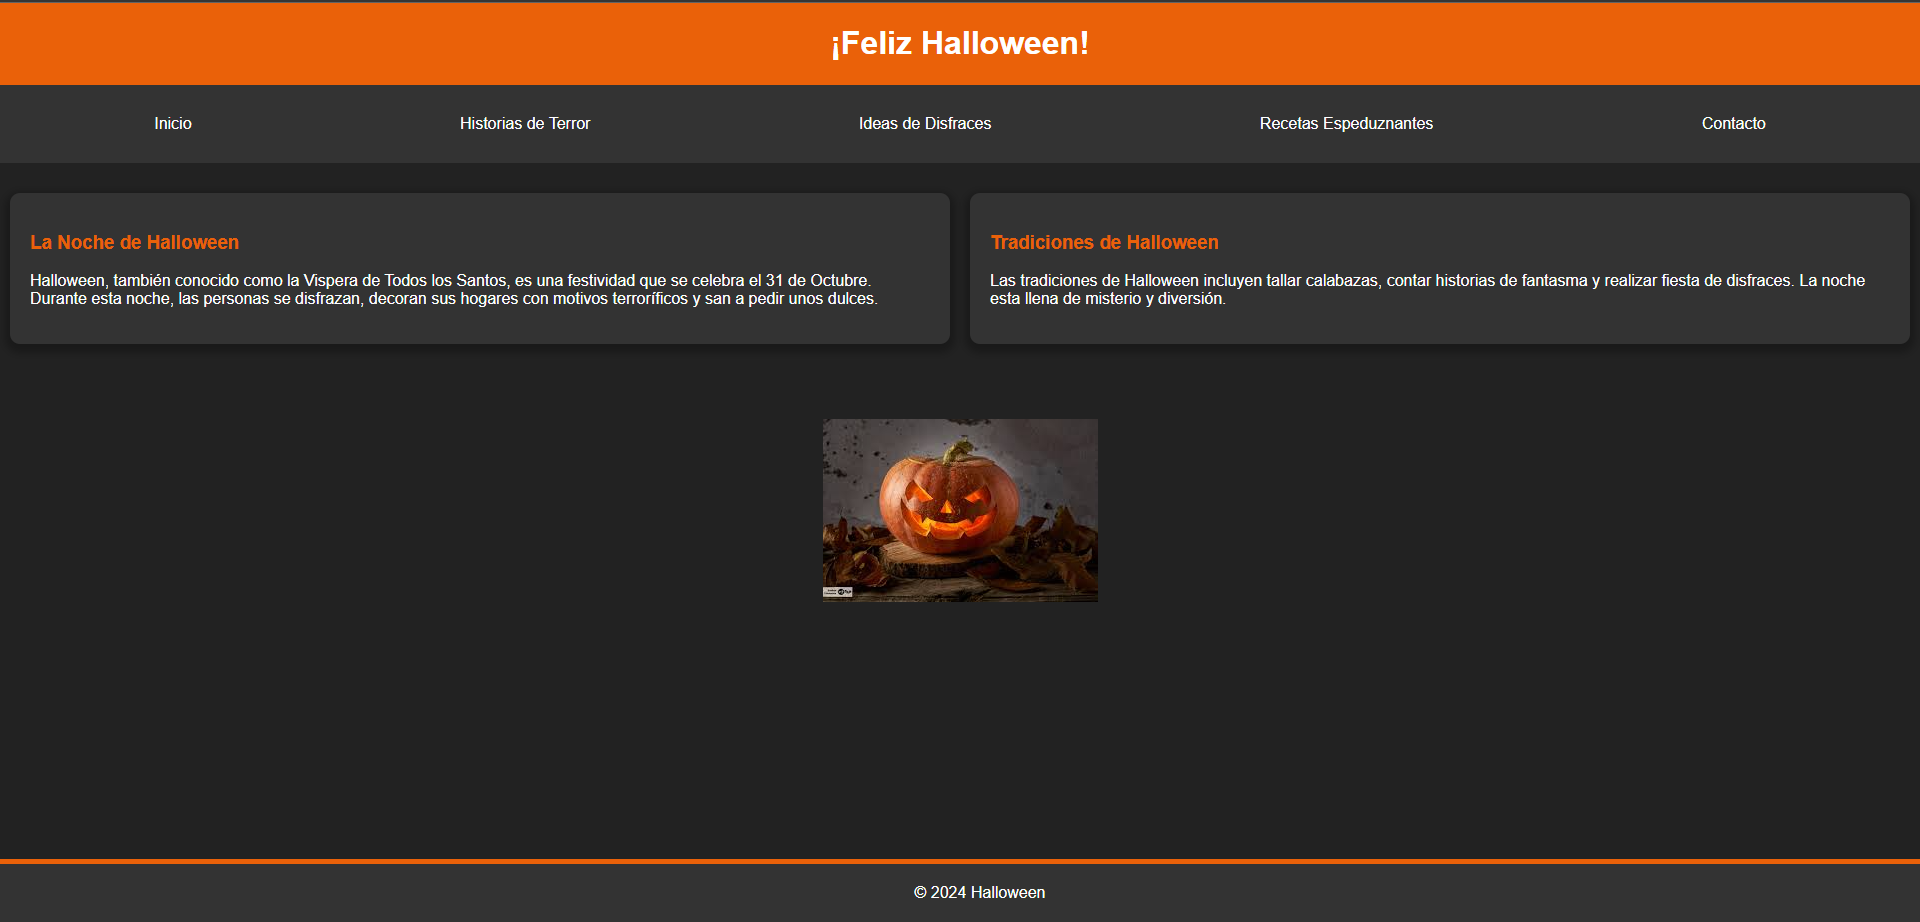 ¡Feliz Halloween!
Inicio
Historias de Terror
Ideas de Disfraces
Recetas Espeduznantes
Contacto
La Noche de Halloween
Halloween, también conocido como la Vispera de Todos los Santos, es una festividad que se celebra el 31 de Octubre.
Durante esta noche, las personas se disfrazan, decoran sus hogares con motivos terroríficos y san a pedir unos dulces.
Tradiciones de Halloween
Las tradiciones de Halloween incluyen tallar calabazas, contar historias de fantasma y realizar fiesta de disfraces. La noche
esta llena de misterio y diversión.
© 2024 Halloween